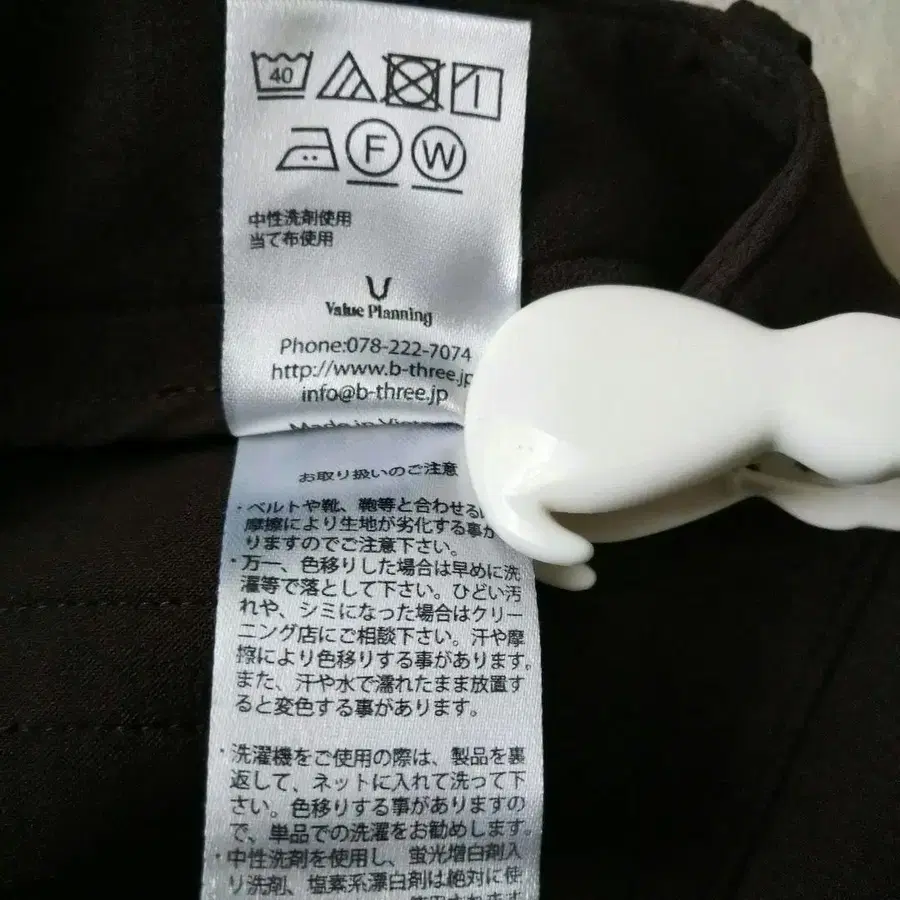 40
F W
中性洗剤使用
当て布使用
Value Planning
Phone:078-222-7074
http://www.b-three.jp
info@b-three.jp
Made in
お取り扱いのご注意
・ベルトや靴、鞄等と合わせる
摩擦により生地が劣化する事が
りますのでご注意下さい。
・万一、色移りした場合は早めに洗
濯等で落として下さい。ひどい汚
れや、シミになった場合はクリー
ニング店にご相談下さい。汗や摩
擦により色移りする事があります。
また、汗や水で濡れたまま放置す
ると変色する事があります。
・洗濯機をご使用の際は、製品を裏
返して、ネットに入れて洗って下
さい。色移りする事がありますの
で、単品での洗濯をお勧めします。
・中性洗剤を使用し、蛍光増白剤入
り洗剤、塩素系漂白剤は絶対に使